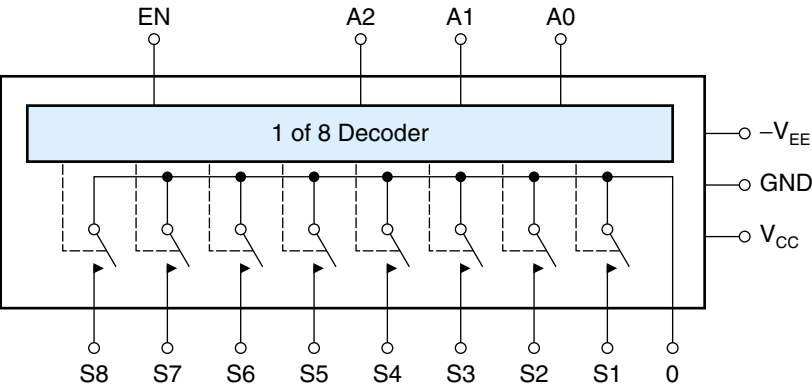 EN A2 A1 A0
1 of 8 Decoder
–VEE
GND
VCC
S8 S7 S6 S5 S4 S3 S2 S1 0